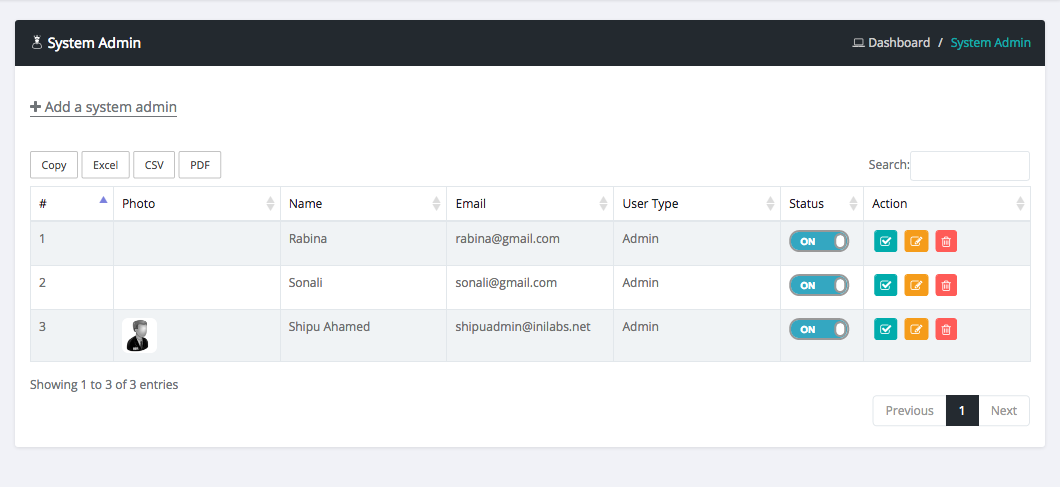 System Admin
Dashboard / System Admin
Add a system admin
Copy Excel CSV PDF Search:
# Photo Name Email User Type Status Action
1 Rabina rabina@gmail.com Admin ON
2 Sonali sonali@gmail.com Admin ON
3 Shipu Ahamed shipuadmin@inilabs.net Admin ON
Showing 1 to 3 of 3 entries
Previous 1 Next